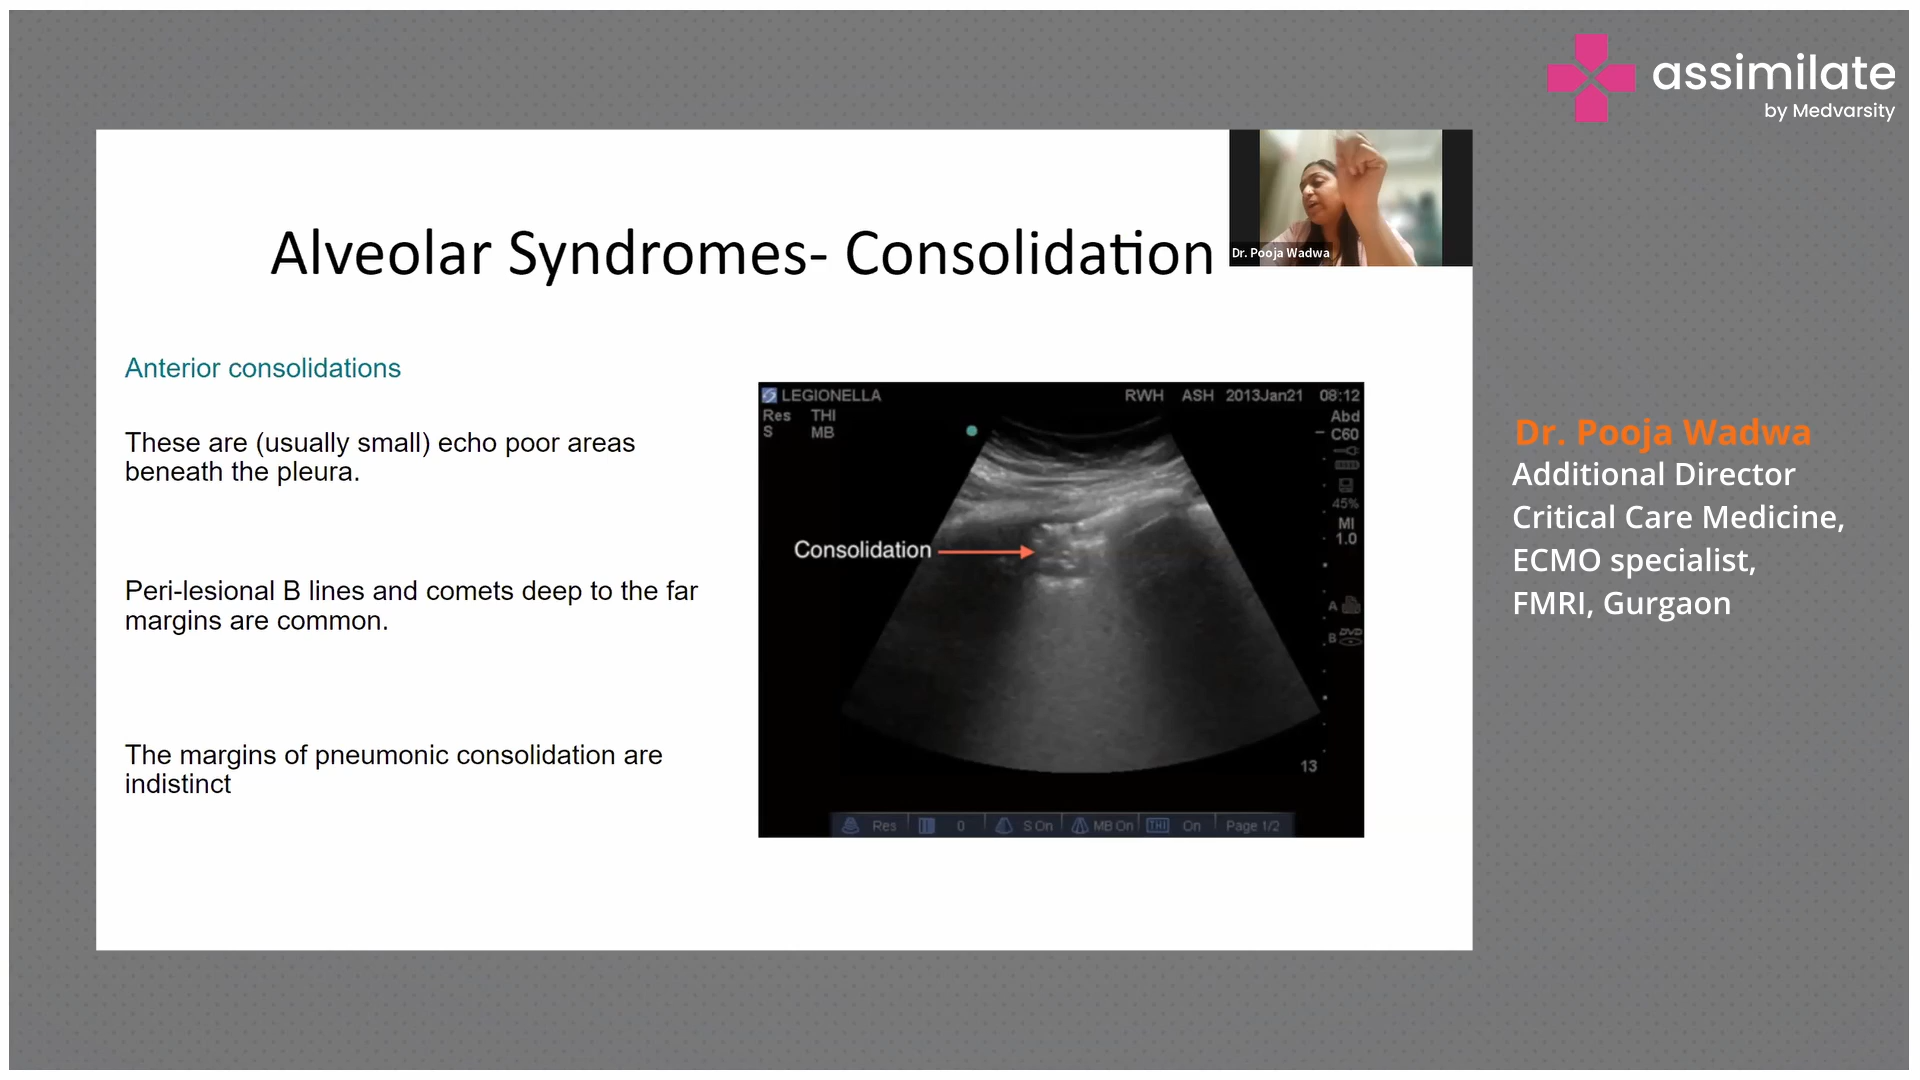 assimilate
by Medvarsity
Dr. Pooja Wadwa
Alveolar Syndromes- Consolidation
Anterior consolidations
These are (usually small) echo poor areas
beneath the pleura.
Peri-lesional B lines and comets deep to the far
margins are common.
The margins of pneumonic consolidation are
indistinct
LEGIONELLA RWH ASH 2013Jan21 08:12
Res THI Abd
S MB C60
45%
MI
1.0
Consolidation
A
B DVD
13
Res 0 S On MB On THI On Page 1/2
Dr. Pooja Wadwa
Additional Director
Critical Care Medicine,
ECMO specialist,
FMRI, Gurgaon